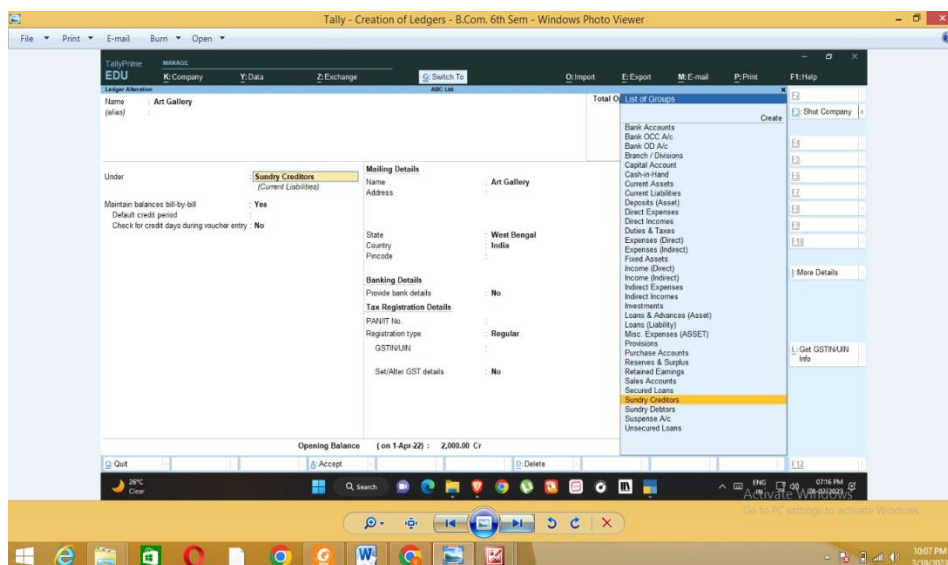 Tally - Creation of Ledgers - B.Com. 6th Sem - Windows Photo Viewer
File Print E-mail Burn Open
TallyPrime MANAGE
EDU K: Company Y: Data Z: Exchange G: Switch To O: Import E: Export M: E-mail P: Print F1: Help
Ledger Alteration ABC Ltd.
Name : Art Gallery
(alias) :
Total O
Under : Sundry Creditors
(Current Liabilities)
Maintain balances bill-by-bill : Yes
Default credit period :
Check for credit days during voucher entry : No
Mailing Details
Name : Art Gallery
Address :
State : West Bengal
Country : India
Pincode :
Banking Details
Provide bank details : No
Tax Registration Details
PAN/IT No. :
Registration type : Regular
GSTIN/UIN :
Set/Alter GST details : No
Opening Balance ( on 1-Apr-22) : 2,000.00 Cr
List of Groups
Create
Bank Accounts
Bank OCC A/c
Bank OD A/c
Branch / Divisions
Capital Account
Cash-in-Hand
Current Assets
Current Liabilities
Deposits (Asset)
Direct Expenses
Direct Incomes
Duties & Taxes
Expenses (Direct)
Expenses (Indirect)
Fixed Assets
Income (Direct)
Income (Indirect)
Indirect Expenses
Indirect Incomes
Investments
Loans & Advances (Asset)
Loans (Liability)
Misc. Expenses (ASSET)
Provisions
Purchase Accounts
Reserves & Surplus
Retained Earnings
Sales Accounts
Secured Loans
Sundry Creditors
Sundry Debtors
Suspense A/c
Unsecured Loans
F2
F3: Shut Company
F4
F5
F6
F7
F8
F9
F10
I: More Details
L: Get GSTIN/UIN
Info
F12
Q: Quit A: Accept D: Delete
26°C
Clear
Search
ENG
IN
07:16 PM
Activate Windows
Go to PC settings to activate Windows.
10:07 PM